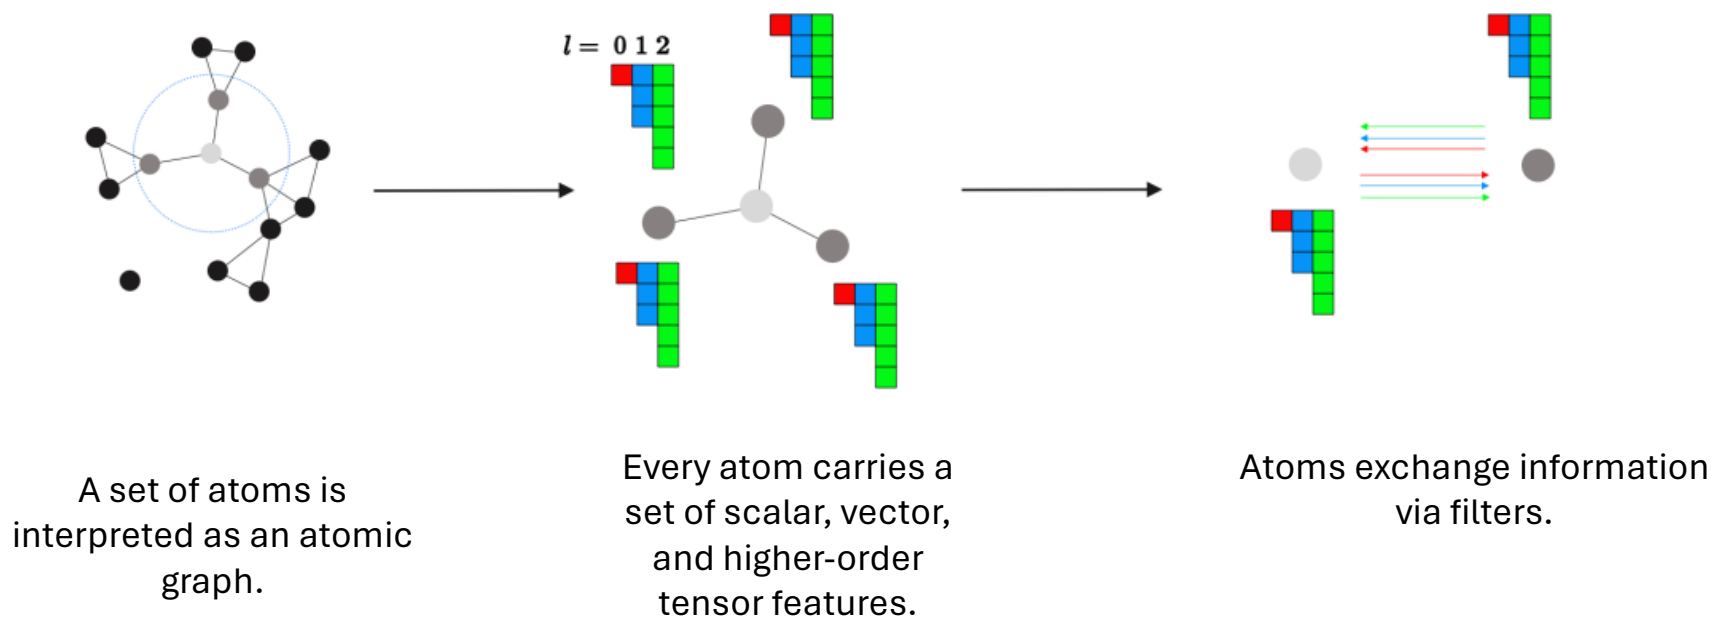 l = 0 1 2
A set of atoms is
interpreted as an atomic
graph.
Every atom carries a
set of scalar, vector,
and higher-order
tensor features.
Atoms exchange information
via filters.